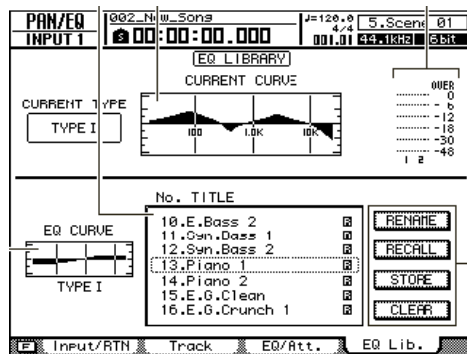 PAN/EQ
INPUT 1
002_New_Song
00:00:00.000
♩=120.0
4/4
001.01
5.Scene 01
44.1kHz 16bit
EQ LIBRARY
CURRENT CURVE
CURRENT TYPE
TYPE I
100 1.0K 10K
OVER
0
- 6
-12
-18
-30
-48
1 2
No. TITLE
10.E.Bass 2
11.Syn.Bass 1
12.Syn.Bass 2
13.Piano 1
14.Piano 2
15.E.G.Clean
16.E.G.Crunch 1
EQ CURVE
TYPE I
RENAME
RECALL
STORE
CLEAR
F Input/RTN Track EQ/Att. EQ Lib.